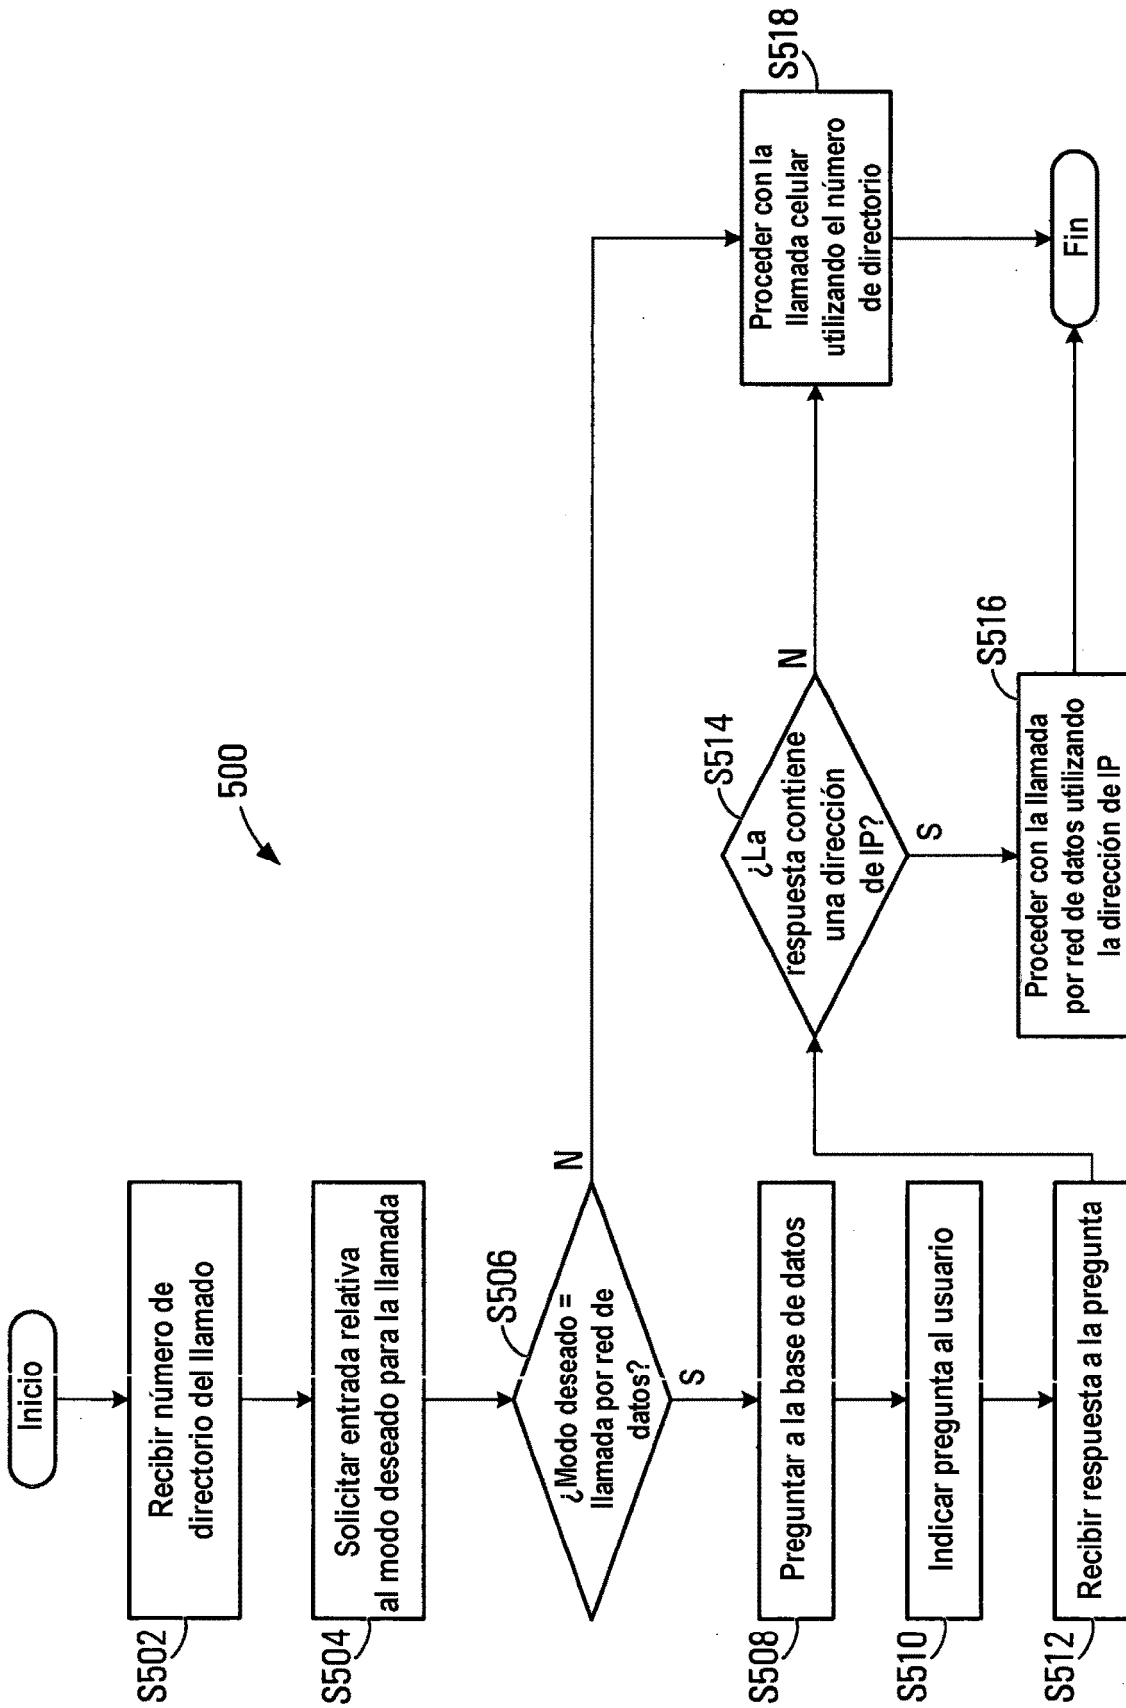 Inicio
S502
Recibir número de
directorio del llamado
S504
Solicitar entrada relativa
al modo deseado para la llamada
S506
¿Modo deseado =
llamada por red de
datos?
N
S
S508
Preguntar a la base de datos
S510
Indicar pregunta al usuario
S512
Recibir respuesta a la pregunta
500
S514
¿La
respuesta contiene
una dirección
de IP?
N
S
S516
Proceder con la llamada
por red de datos utilizando
la dirección de IP
S518
Proceder con la
llamada celular
utilizando el número
de directorio
Fin